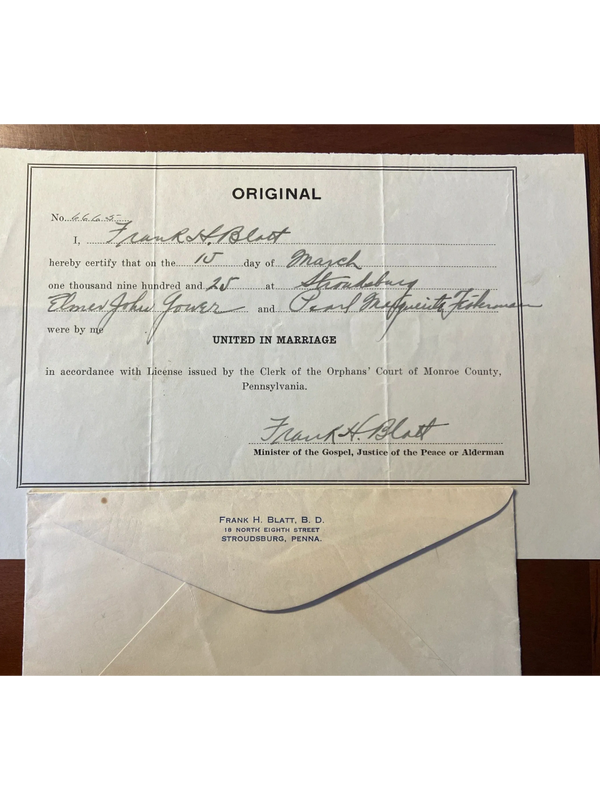 ORIGINAL
No. 6665
I, Frank H. Blatt
hereby certify that on the 15 day of March
one thousand nine hundred and 25 at Stroudsburg
Elmer John Gower and Pearl Marguerite Fisherman
were by me
UNITED IN MARRIAGE
in accordance with License issued by the Clerk of the Orphans' Court of Monroe County,
Pennsylvania.
Frank H. Blatt
Minister of the Gospel, Justice of the Peace or Alderman
FRANK H. BLATT, B. D.
16 NORTH EIGHTH STREET
STROUDSBURG, PENNA.